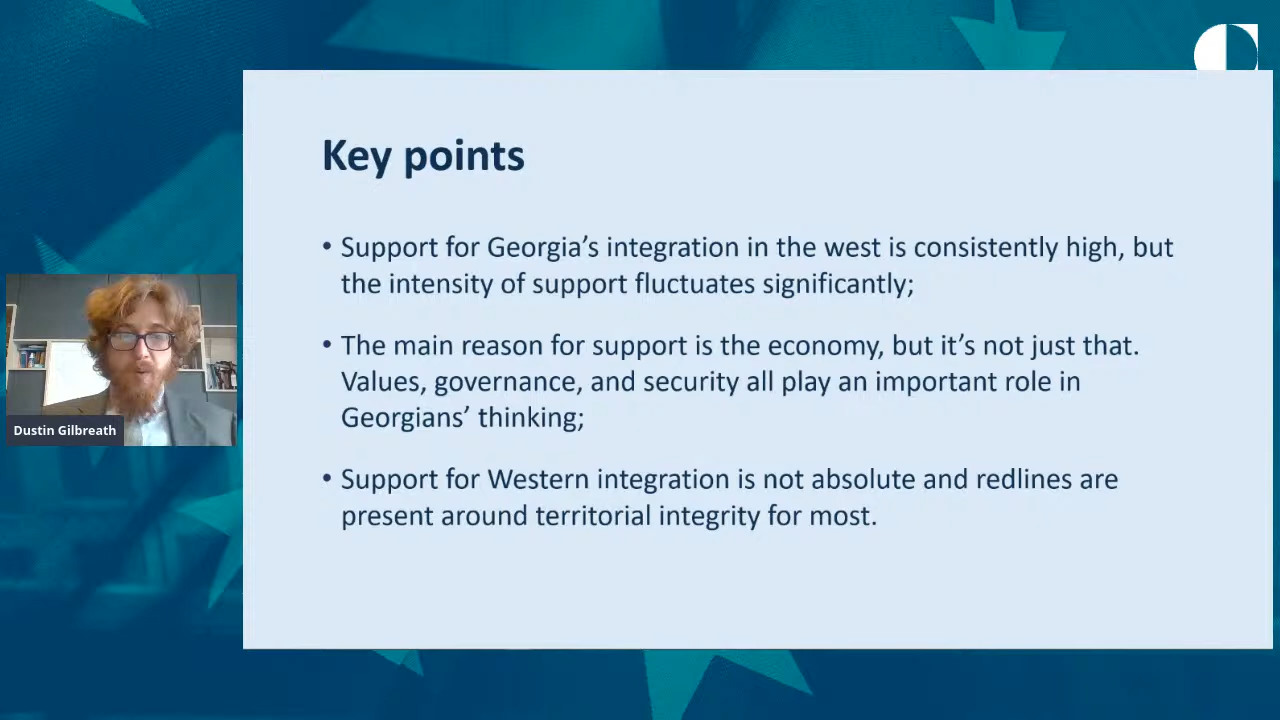 Key points
• Support for Georgia’s integration in the west is consistently high, but
the intensity of support fluctuates significantly;
• The main reason for support is the economy, but it’s not just that.
Values, governance, and security all play an important role in
Georgians’ thinking;
• Support for Western integration is not absolute and redlines are
present around territorial integrity for most.
Dustin Gilbreath